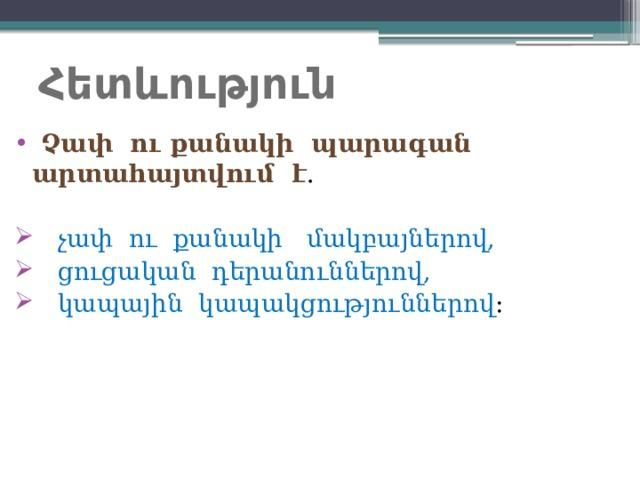 Հետևություն
• Չափ ու քանակի պարագան
արտահայտվում է.
➢ չափ ու քանակի մակբայներով,
➢ ցուցական դերանուններով,
➢ կապային կապակցություններով: